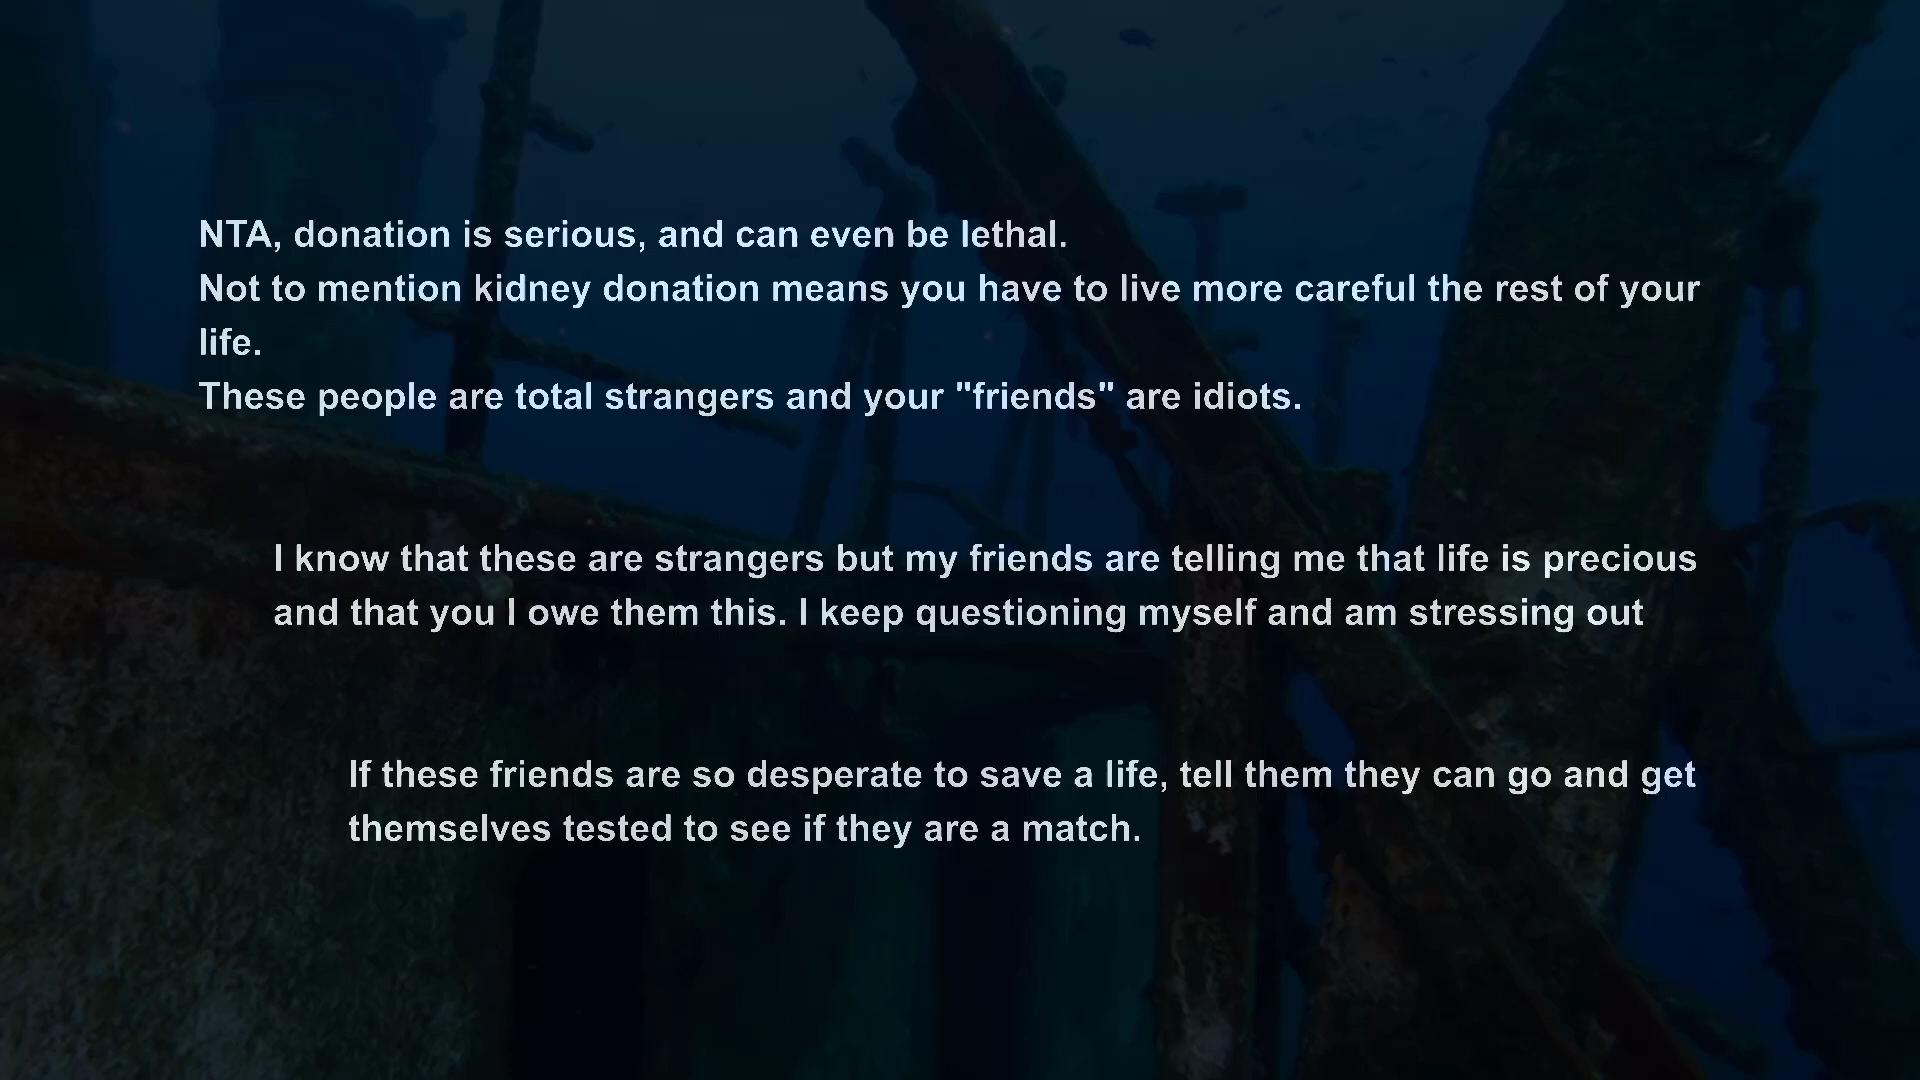 NTA, donation is serious, and can even be lethal.
Not to mention kidney donation means you have to live more careful the rest of your
life.
These people are total strangers and your "friends" are idiots.
I know that these are strangers but my friends are telling me that life is precious
and that you I owe them this. I keep questioning myself and am stressing out
If these friends are so desperate to save a life, tell them they can go and get
themselves tested to see if they are a match.